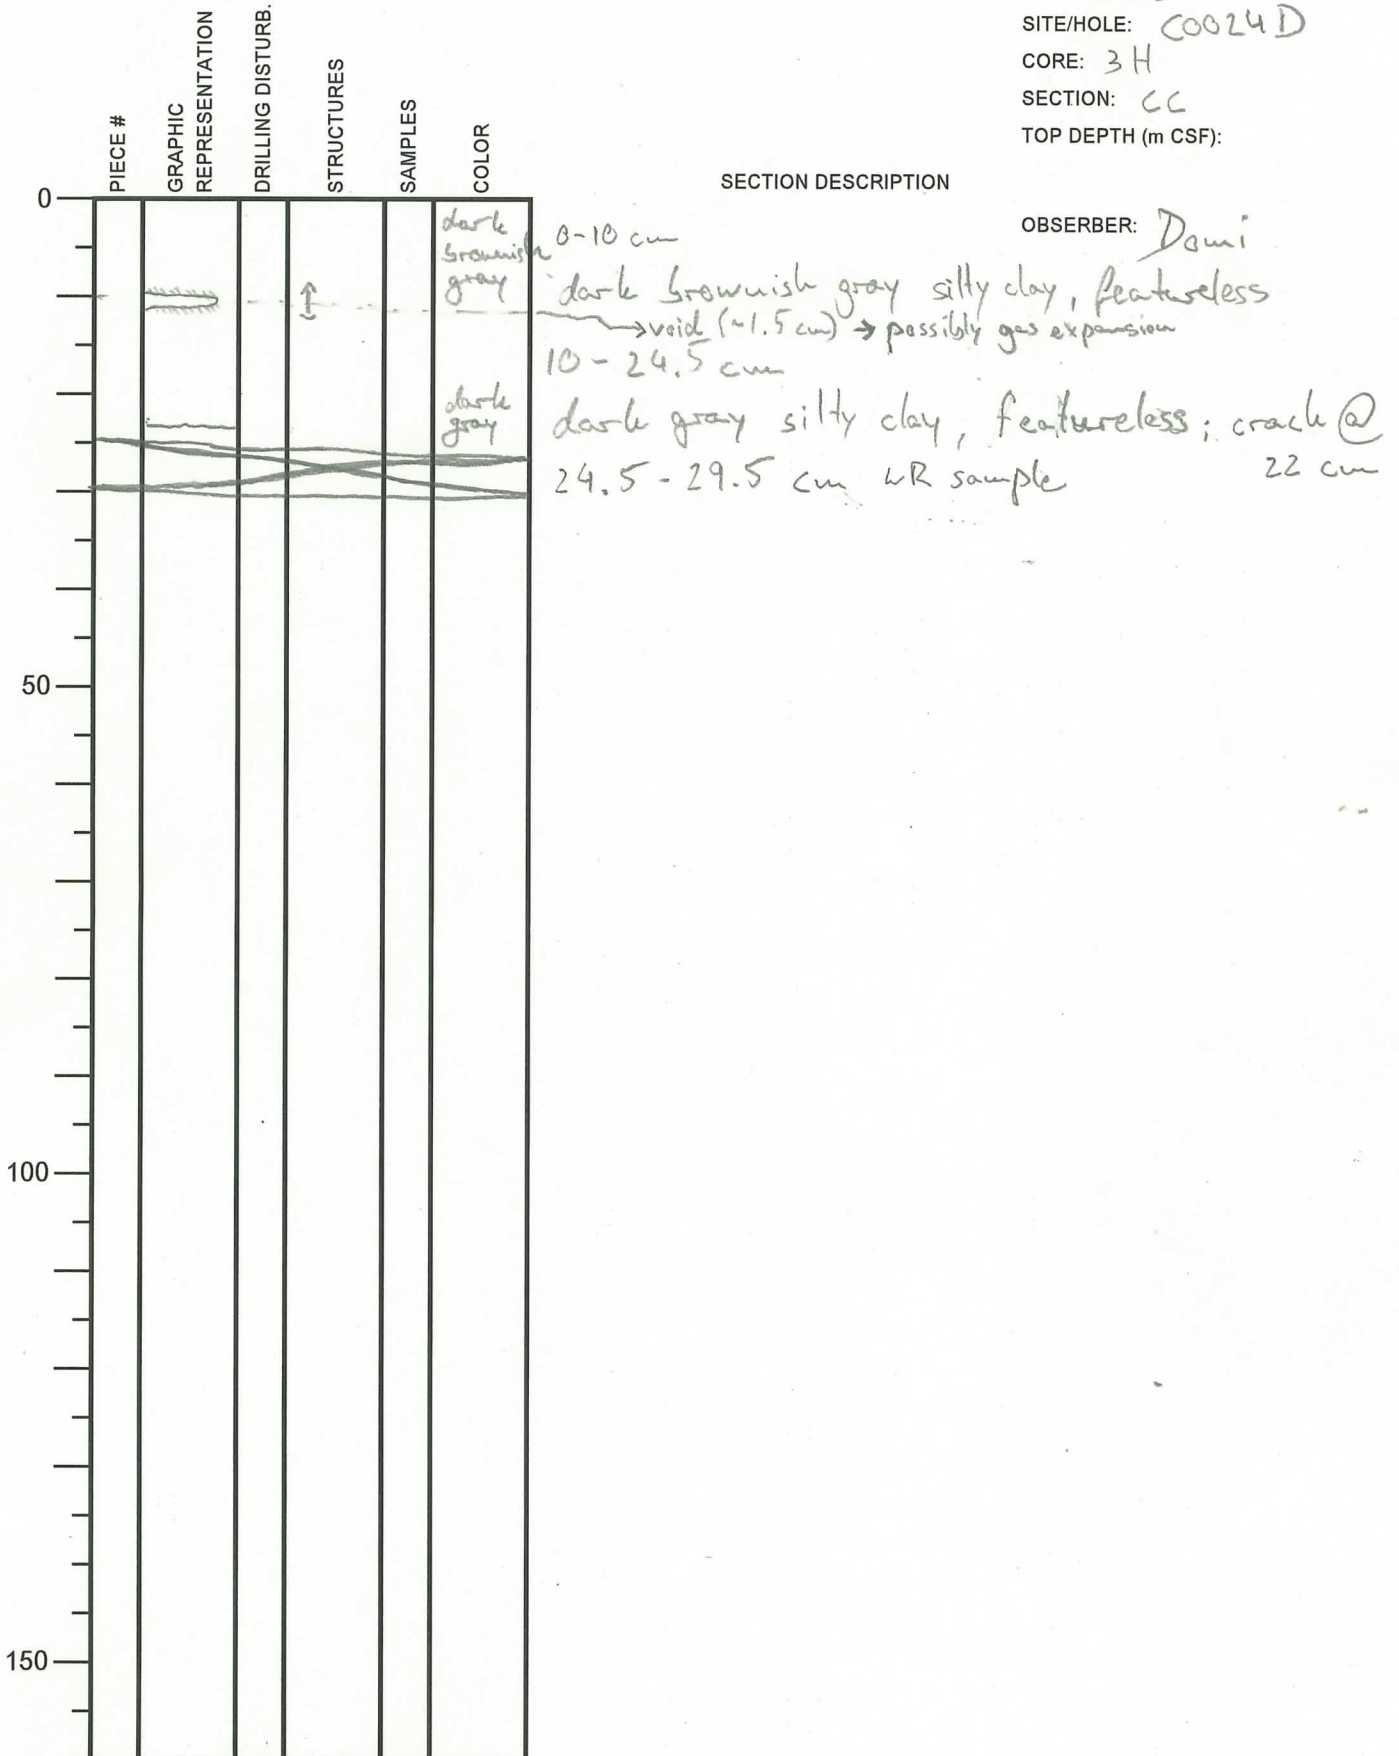 SITE/HOLE: C0024D
CORE: 3H
SECTION: CC
TOP DEPTH (m CSF):
PIECE #
GRAPHIC
REPRESENTATION
DRILLING DISTURB.
STRUCTURES
SAMPLES
COLOR
SECTION DESCRIPTION
OBSERBER: Domi
0
dark
brownish
gray
0-10 cm
dark brownish gray silty clay, featureless
→ void (~1.5 cm) → possibly gas expansion
10 - 24.5 cm
dark
gray
dark gray silty clay, featureless; crack @
22 cm
24.5 - 29.5 cm WR sample
50
100
150